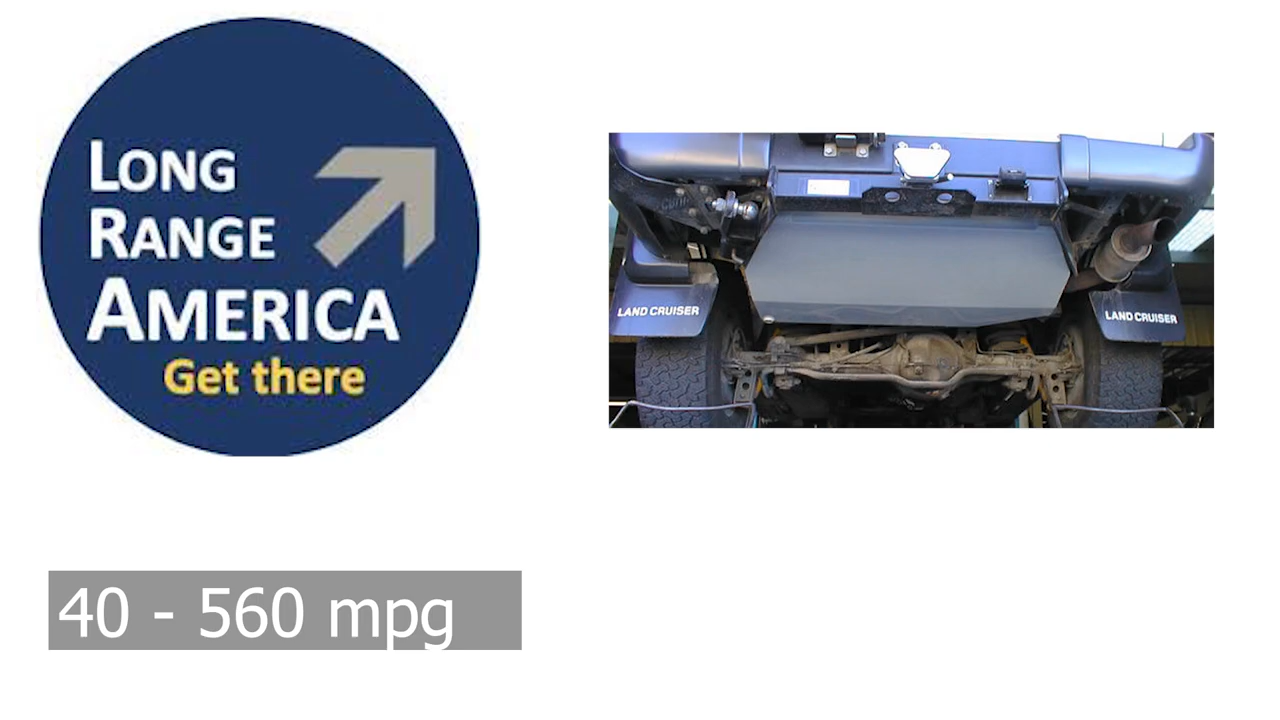 LONG
RANGE
AMERICA
Get there
LAND CRUISER
LAND CRUISER
40 - 560 mpg